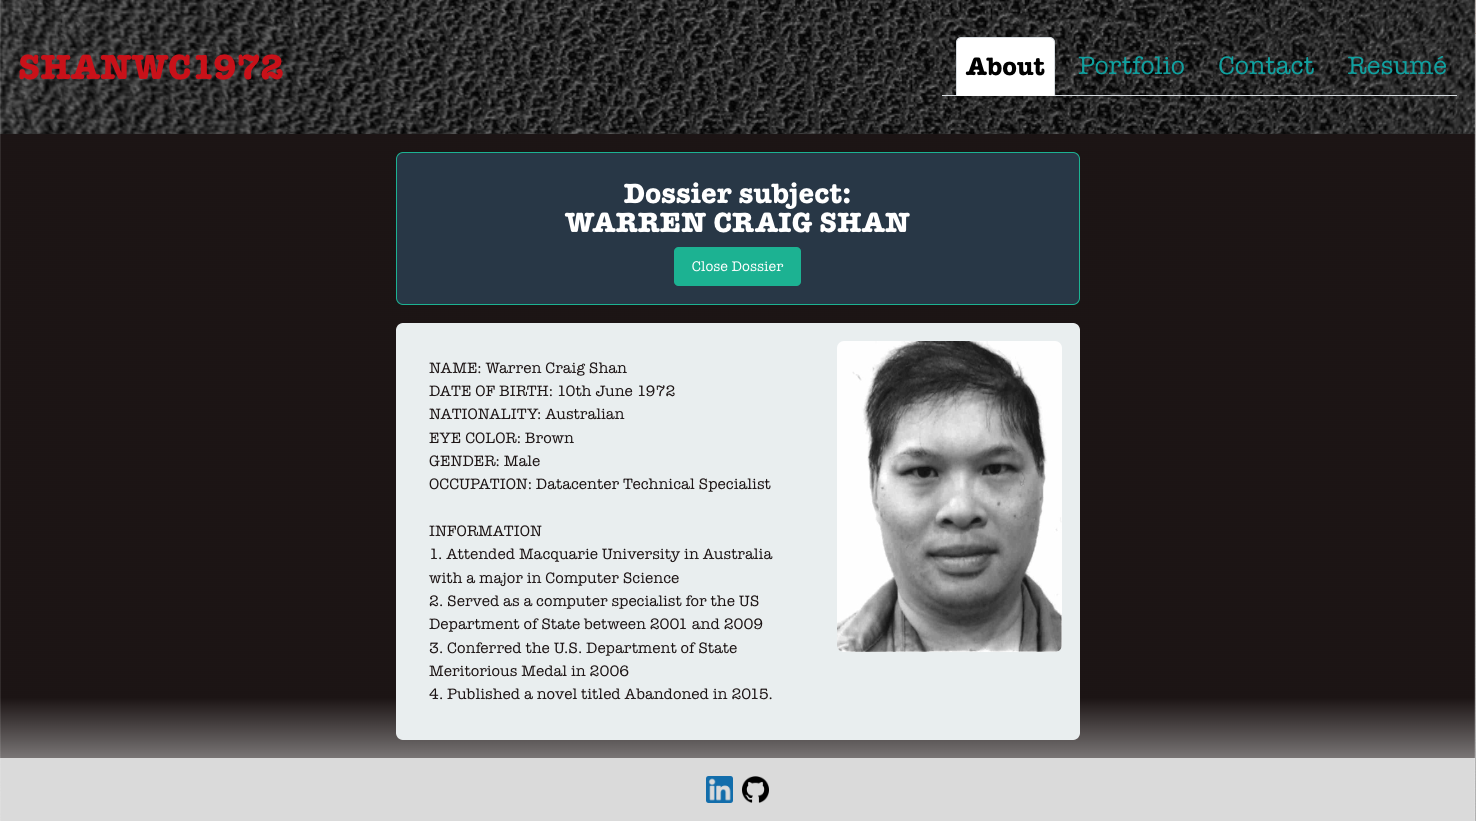 SHANWC1972
About Portfolio Contact Resumé
Dossier subject:
WARREN CRAIG SHAN
Close Dossier
NAME: Warren Craig Shan
DATE OF BIRTH: 10th June 1972
NATIONALITY: Australian
EYE COLOR: Brown
GENDER: Male
OCCUPATION: Datacenter Technical Specialist
INFORMATION
1. Attended Macquarie University in Australia
with a major in Computer Science
2. Served as a computer specialist for the US
Department of State between 2001 and 2009
3. Conferred the U.S. Department of State
Meritorious Medal in 2006
4. Published a novel titled Abandoned in 2015.
in